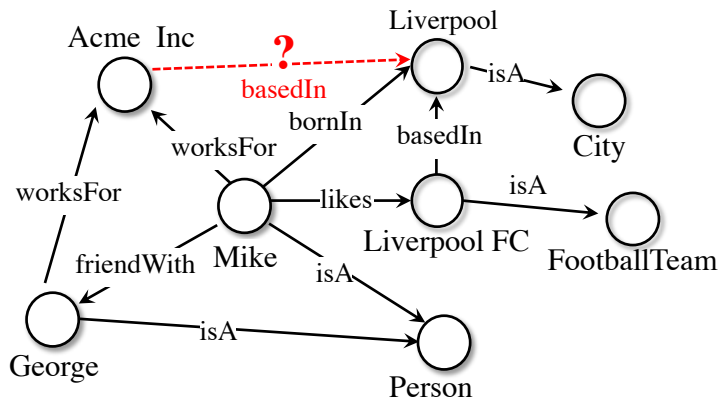 Liverpool
Acme Inc
?
basedIn
isA
bornIn
basedIn
City
worksFor
worksFor
likes
isA
Mike
Liverpool FC
FootballTeam
friendWith
isA
isA
George
Person